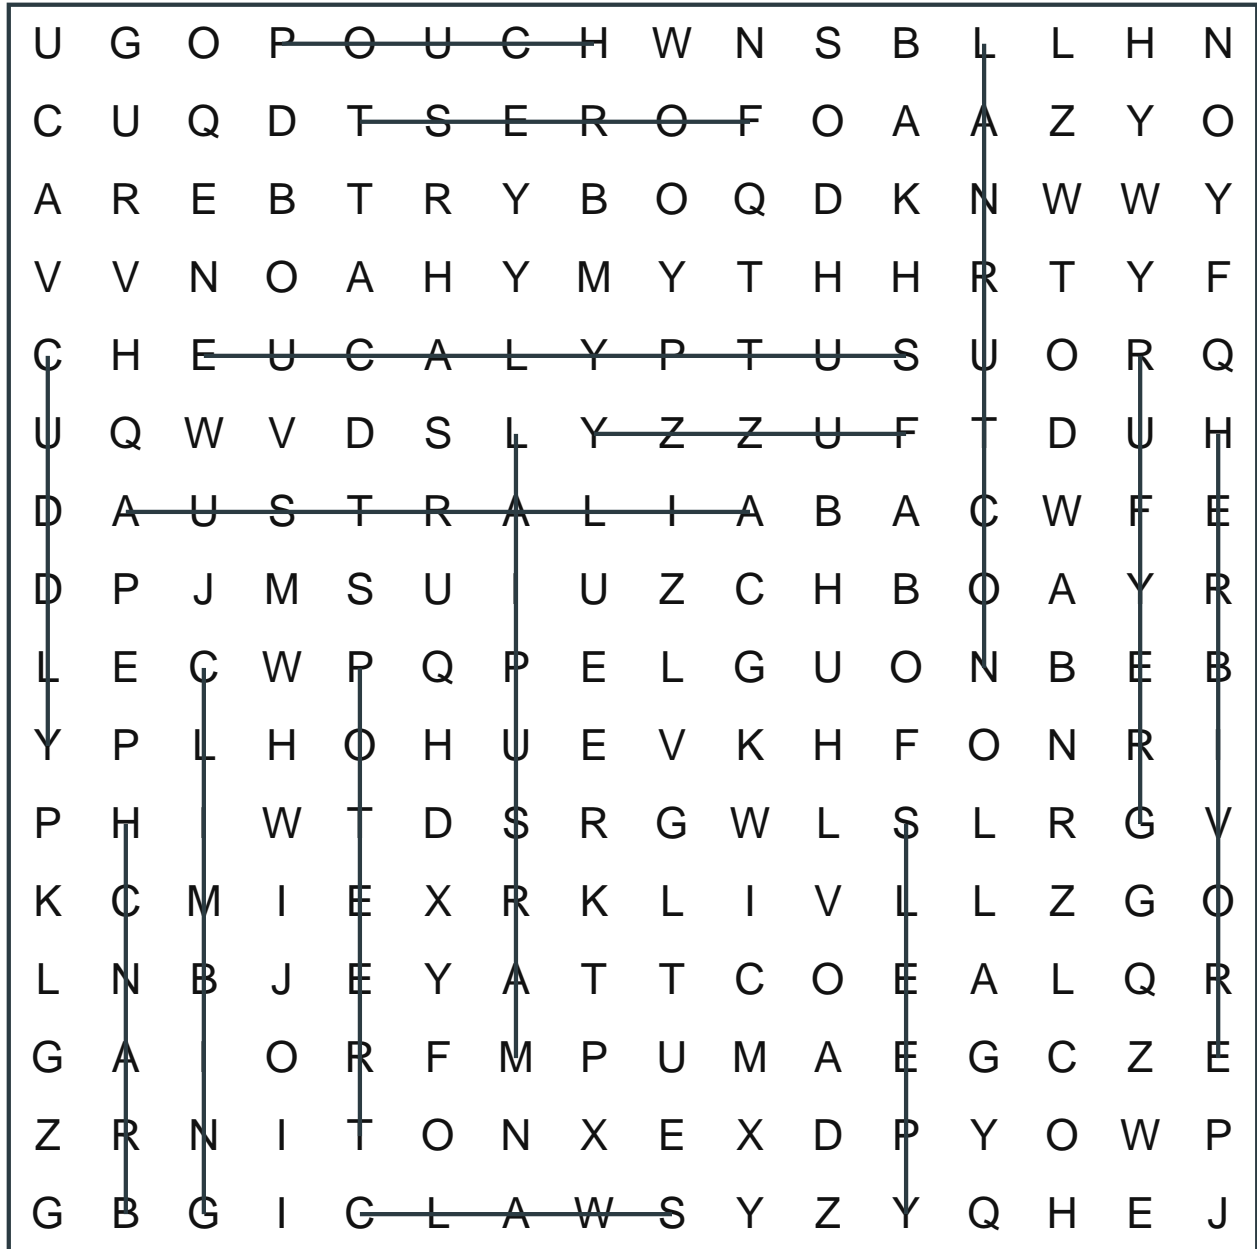 U G O P O U C H W N S B L L H N
C U Q D T S E R O F O A A Z Y O
A R E B T R Y B O Q D K N W W Y
V V N O A H Y M Y T H H R T Y F
C H E U C A L Y P T U S U O R Q
U Q W V D S L Y Z Z U F T D U H
D A U S T R A L I A B A C W F E
D P J M S U I U Z C H B O A Y R
L E C W P Q P E L G U O N B E B
Y P L H O H U E V K H F O N R I
P H I W T D S R G W L S L R G V
K C M I E X R K L I V L L Z G O
L N B J E Y A T T C O E A L Q R
G A I O R F M P U M A E G C Z E
Z R N I T O N X E X D P Y O W P
G B G I C L A W S Y Z Y Q H E J